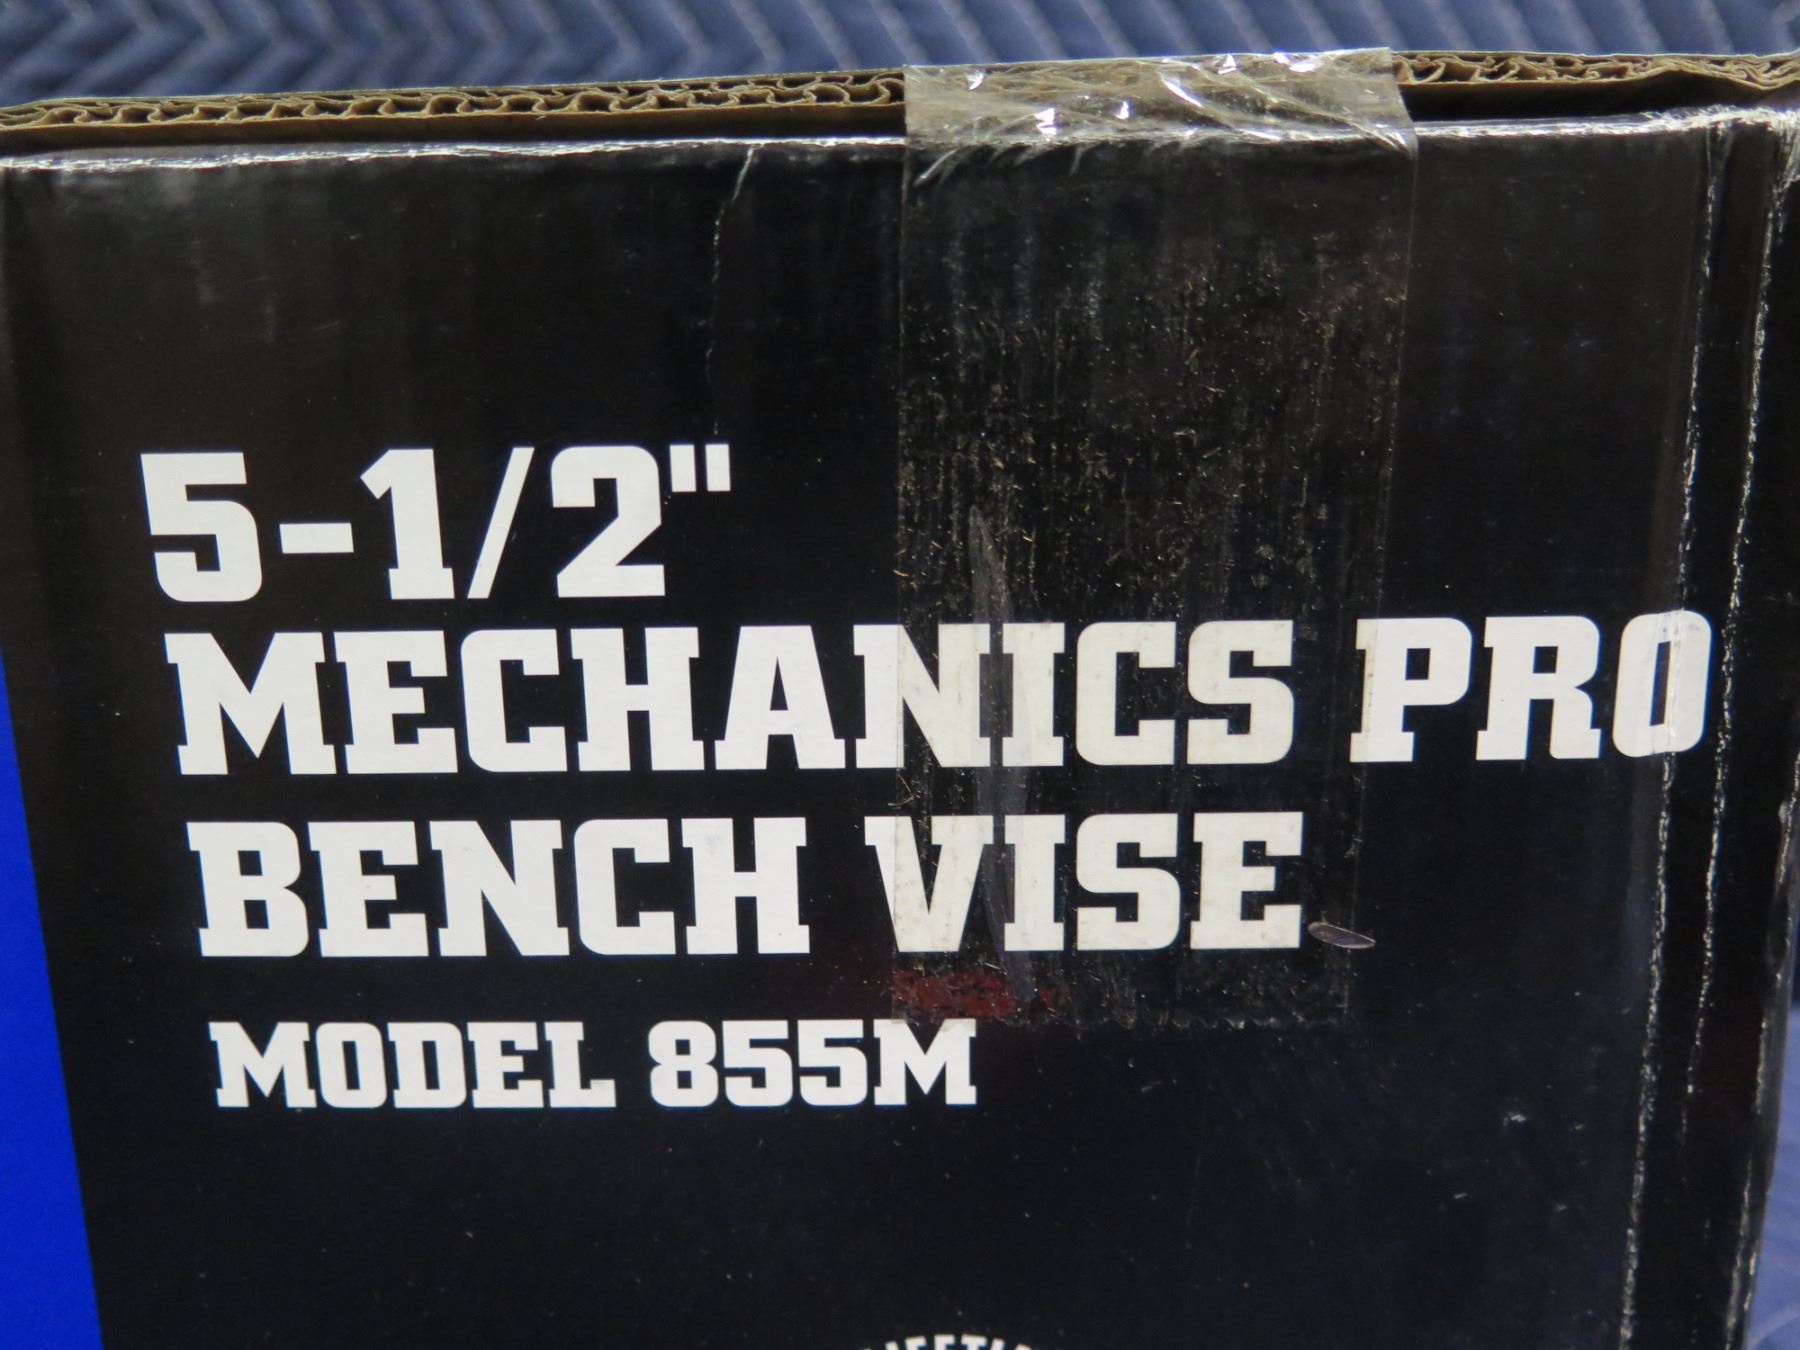 5-1/2"
MECHANICS PRO
BENCH VISE
MODEL 855M